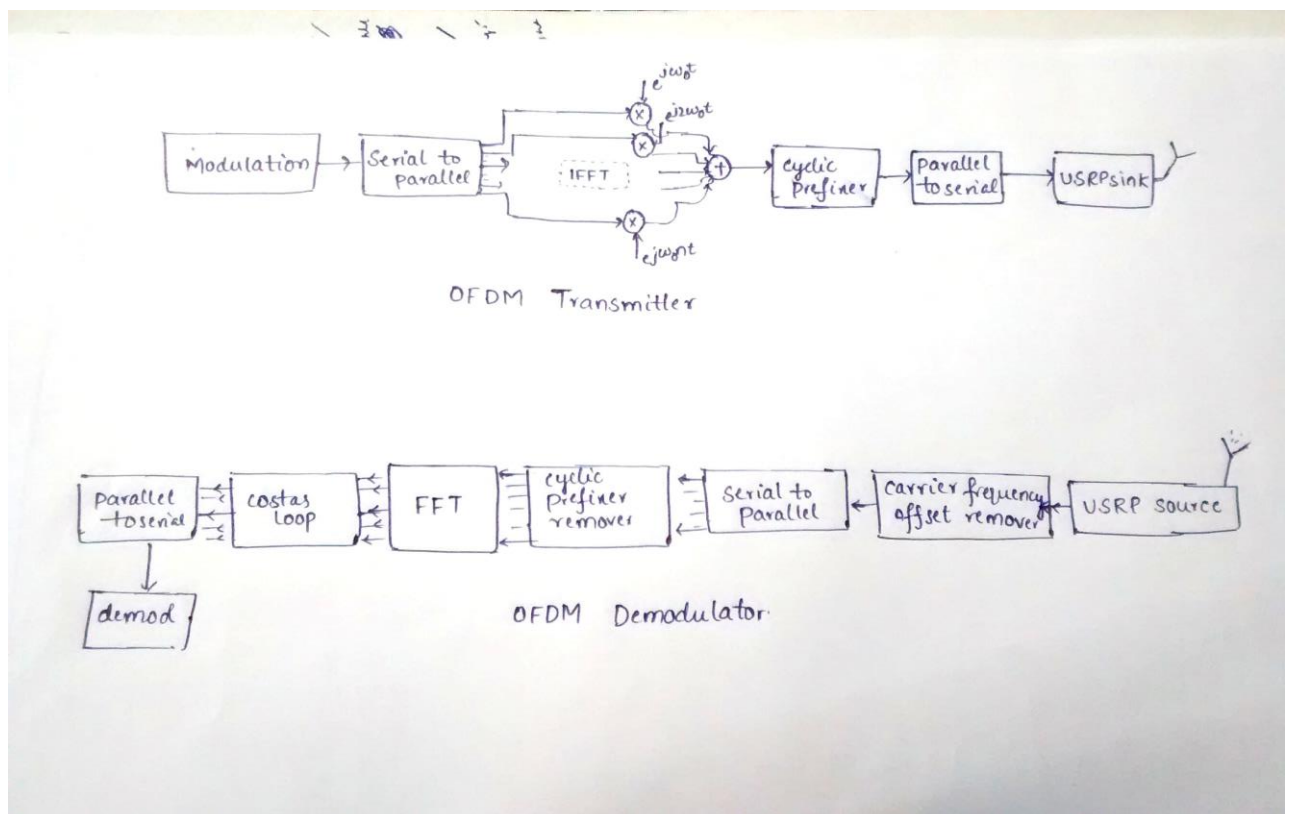 e^jω₀t
e^j2ω₀t
Modulation
Serial to
parallel
IFFT
cyclic
Prefixer
parallel
to serial
USRPsink
e^jω₀nt
OFDM Transmitter
parallel
to serial
costas
loop
FFT
cyclic
Prefixer
remover
Serial to
Parallel
carrier frequency
offset remover
USRP source
demod
OFDM Demodulator.